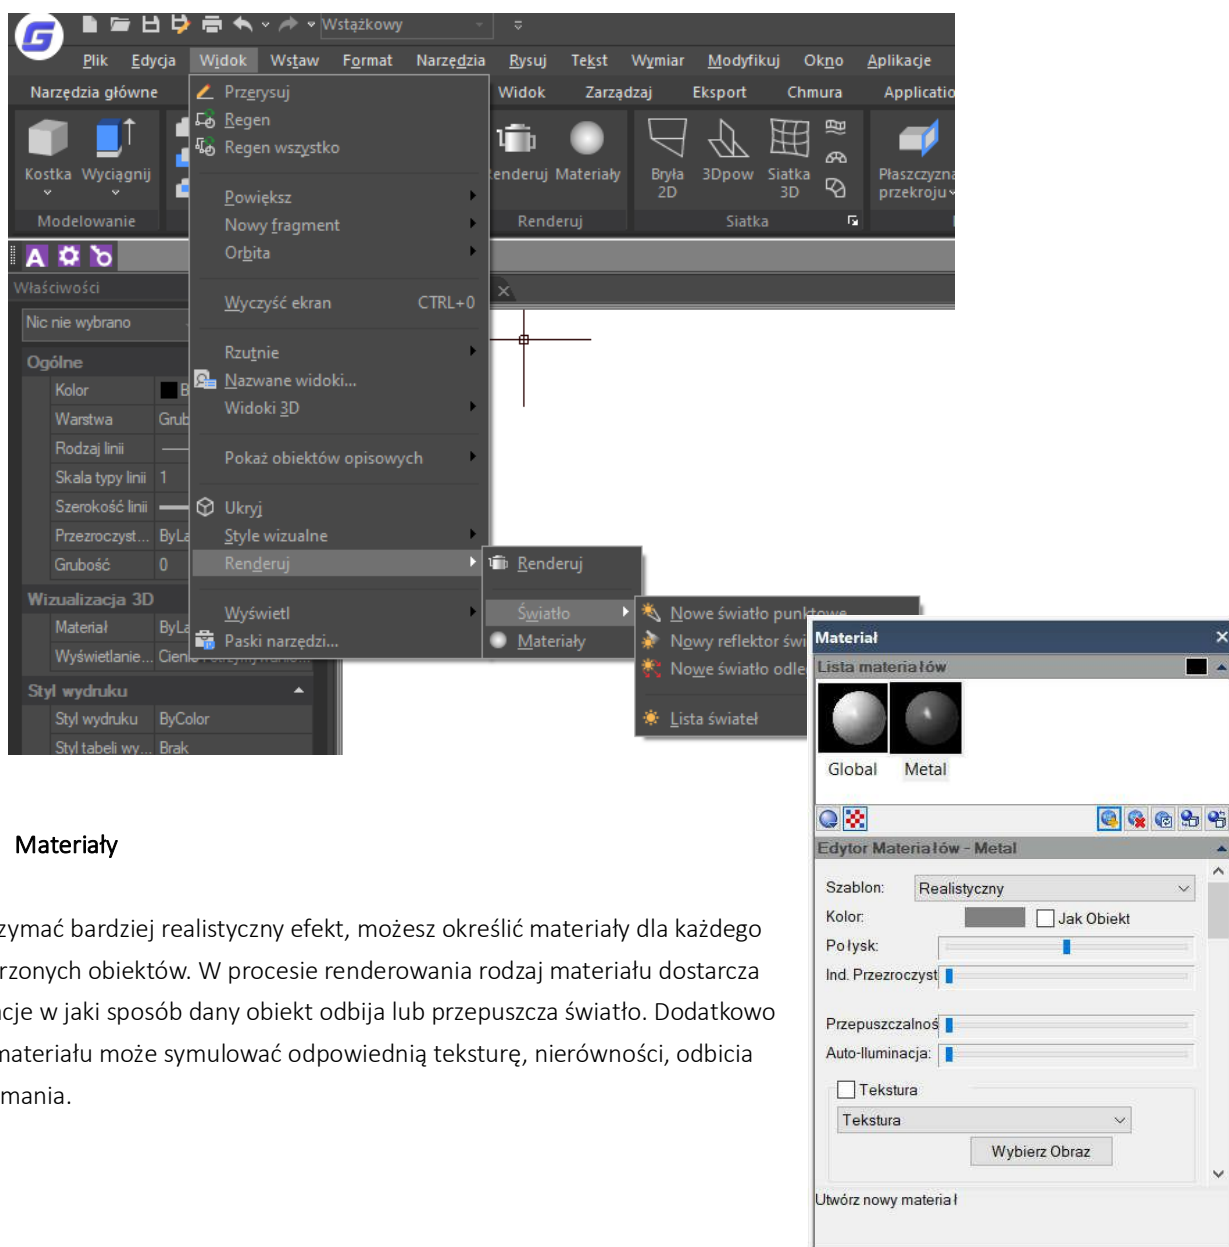 Wstążkowy
Plik Edycja Widok Wstaw Format Narzędzia Rysuj Tekst Wymiar Modyfikuj Okno Aplikacje
Narzędzia główne Widok Zarządzaj Eksport Chmura
Przerysuj
Regen
Regen wszystko
Powiększ
Nowy fragment
Orbita
Wyczyść ekran CTRL+0
Rzutnie
Nazwane widoki...
Widoki 3D
Pokaż obiektów opisowych
Ukryj
Style wizualne
Renderuj
Wyświetl
Paski narzędzi...
Kostka Wyciągnij
Modelowanie
Materiały
Renderuj
Bryła 2D
3Dpow
Siatka 3D
Siatka
Płaszczyzna
przekroju
Właściwości
Nic nie wybrano
Ogólne
Kolor B
Warstwa Grub
Rodzaj linii
Skala typy linii 1
Szerokość linii
Przezroczyst... ByLa
Grubość 0
Wizualizacja 3D
Materiał ByLa
Wyświetlanie...
Styl wydruku
Styl wydruku ByColor
Styl tabeli wy... Brak
Renderuj
Światło
Materiały
Nowe światło punktowe
Nowy reflektor świ
Nowe światło odle
Lista świateł
Materiał
Lista materiałów
Global Metal
Edytor Materiałów - Metal
Szablon: Realistyczny
Kolor: Jak Obiekt
Połysk:
Ind. Przezroczyst
Przepuszczalnoś
Auto-Iluminacja:
Tekstura
Tekstura
Wybierz Obraz
Utwórz nowy materiał
Materiały
zymać bardziej realistyczny efekt, możesz określić materiały dla każdego
rzonych obiektów. W procesie renderowania rodzaj materiału dostarcza
cje w jaki sposób dany obiekt odbija lub przepuszcza światło. Dodatkowo
materiału może symulować odpowiednią teksturę, nierówności, odbicia
mania.